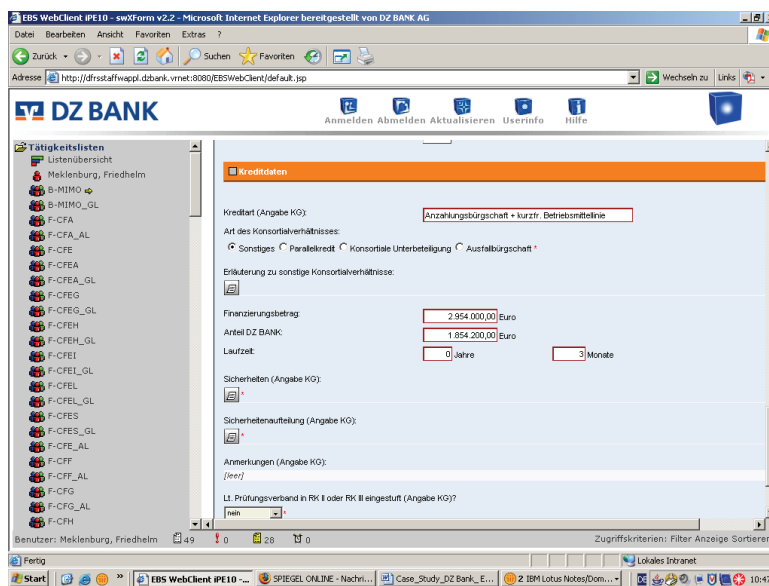 EBS WebClient iPE10 - swXForm v2.2 - Microsoft Internet Explorer bereitgestellt von DZ BANK AG
Datei Bearbeiten Ansicht Favoriten Extras ?
Zurück Suchen Favoriten
Adresse http://dfrsstaffwappl.dzbank.vrnet:8080/EBSWebClient/default.jsp Wechseln zu Links
DZ BANK
Anmelden Abmelden Aktualisieren Userinfo Hilfe
Tätigkeitslisten
Listenübersicht
Meklenburg, Friedhelm
B-MIMO
B-MIMO_GL
F-CFA
F-CFA_AL
F-CFE
F-CFEA
F-CFEA_GL
F-CFEG
F-CFEG_GL
F-CFEH
F-CFEH_GL
F-CFEI
F-CFEI_GL
F-CFEL
F-CFEL_GL
F-CFES
F-CFES_GL
F-CFE_AL
F-CFF
F-CFF_AL
F-CFG
F-CFG_AL
F-CFH
Kreditdaten
Kreditart (Angabe KG): Anzahlungsbürgschaft + kurzfr. Betriebsmittellinie
Art des Konsortialverhältnisses:
Sonstiges Parallelkredit Konsortiale Unterbeteiligung Ausfallbürgschaft *
Erläuterung zu sonstige Konsortialverhältnisse:
Finanzierungsbetrag: 2.954.000,00 Euro
Anteil DZ BANK: 1.854.200,00 Euro
Laufzeit: 0 Jahre 3 Monate
Sicherheiten (Angabe KG):
*
Sicherheitenaufteilung (Angabe KG):
*
Anmerkungen (Angabe KG):
[leer]
Lt. Prüfungsverband in RK II oder RK III eingestuft (Angabe KG)?
nein *
Benutzer: Meklenburg, Friedhelm 49 0 28 0 Zugriffskriterien: Filter Anzeige Sortieren
Fertig Lokales Intranet
Start » EBS WebClient iPE10 -... SPIEGEL ONLINE - Nachri... Case_Study_DZ Bank_ E... 2 IBM Lotus Notes/Dom... DE 10:47